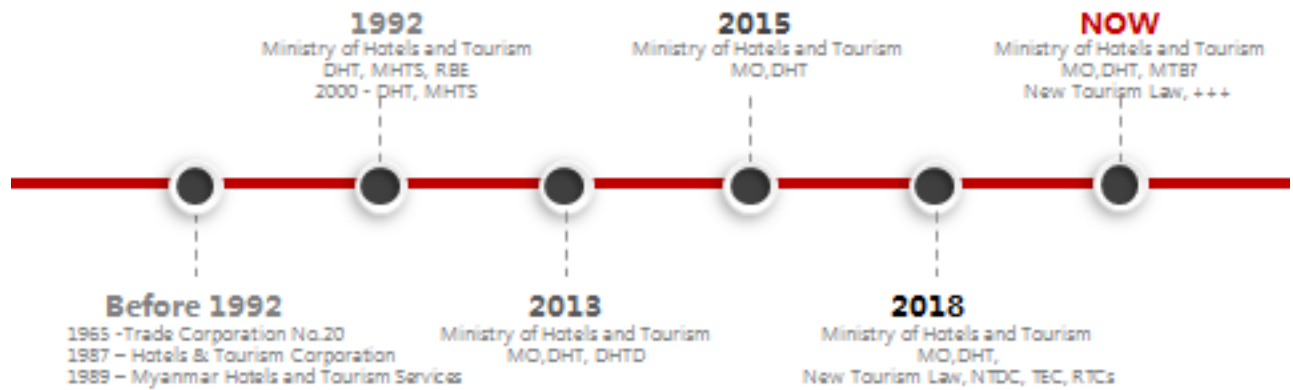 1992
Ministry of Hotels and Tourism
DHT, MHTS, RBE
2000 - DHT, MHTS
2015
Ministry of Hotels and Tourism
MO,DHT
NOW
Ministry of Hotels and Tourism
MO,DHT, MTB?
New Tourism Law, +++
Before 1992
1965 -Trade Corporation No.20
1987 – Hotels & Tourism Corporation
1989 – Myanmar Hotels and Tourism Services
2013
Ministry of Hotels and Tourism
MO,DHT, DHTD
2018
Ministry of Hotels and Tourism
MO,DHT,
New Tourism Law, NTDC, TEC, RTCs